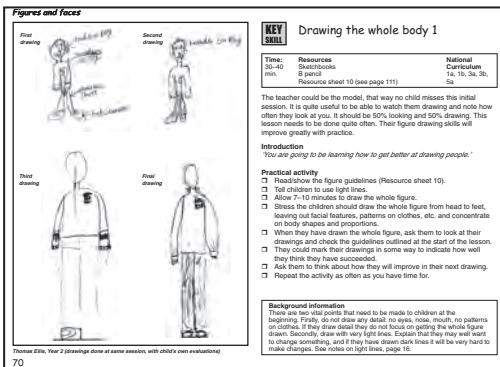 Figures and faces
First
drawing
Second
drawing
Third
drawing
Final
drawing
Thomas Ellis, Year 2 (drawings done at same session, with child's own evaluations)
70
KEY
SKILL
Drawing the whole body 1
Time:
30–40
min.
Resources
Sketchbooks
B pencil
Resource sheet 10 (see page 111)
National
Curriculum
1a, 1b, 3a, 3b,
5a
The teacher could be the model, that way no child misses this initial
session. It is quite useful to be able to watch them drawing and note how
often they look at you. It should be 50% looking and 50% drawing. This
lesson needs to be done quite often. Their figure drawing skills will
improve greatly with practice.
Introduction
'You are going to be learning how to get better at drawing people.'
Practical activity
❒ Read/show the figure guidelines (Resource sheet 10).
❒ Tell children to use light lines.
❒ Allow 7–10 minutes to draw the whole figure.
❒ Stress the children should draw the whole figure from head to feet,
leaving out facial features, patterns on clothes, etc. and concentrate
on body shapes and proportions.
❒ When they have drawn the whole figure, ask them to look at their
drawings and check the guidelines outlined at the start of the lesson.
❒ They could mark their drawings in some way to indicate how well
they think they have succeeded.
❒ Ask them to think about how they will improve in their next drawing.
❒ Repeat the activity as often as you have time for.
Background information
There are two vital points that need to be made to children at the
beginning. Firstly, do not draw any detail: no eyes, nose, mouth, no patterns
on clothes. If they draw detail they do not focus on getting the whole figure
drawn. Secondly, draw with very light lines. Explain that they may well want
to change something, and if they have drawn dark lines it will be very hard to
make changes. See notes on light lines, page 16.